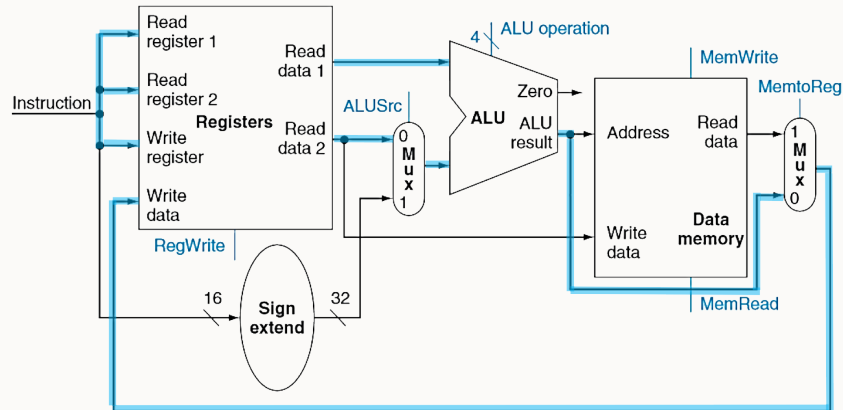 Instruction
Read
register 1
Read
register 2
Write
register
Write
data
Registers
Read
data 1
Read
data 2
RegWrite
16
Sign
extend
32
ALUSrc
0
M
u
x
1
4
ALU operation
ALU
Zero
ALU
result
MemWrite
Address
Read
data
Write
data
Data
memory
MemRead
MemtoReg
1
M
u
x
0